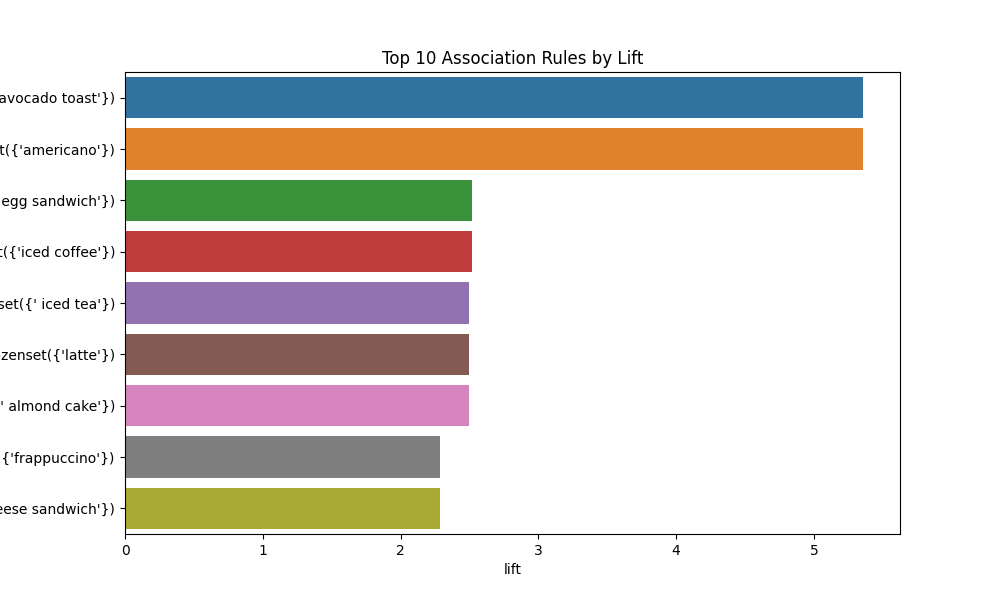 Top 10 Association Rules by Lift
avocado toast'})
t({'americano'})
egg sandwich'})
t({'iced coffee'})
set({' iced tea'})
zenset({'latte'})
' almond cake'})
{'frappuccino'})
eese sandwich'})
0 1 2 3 4 5
lift